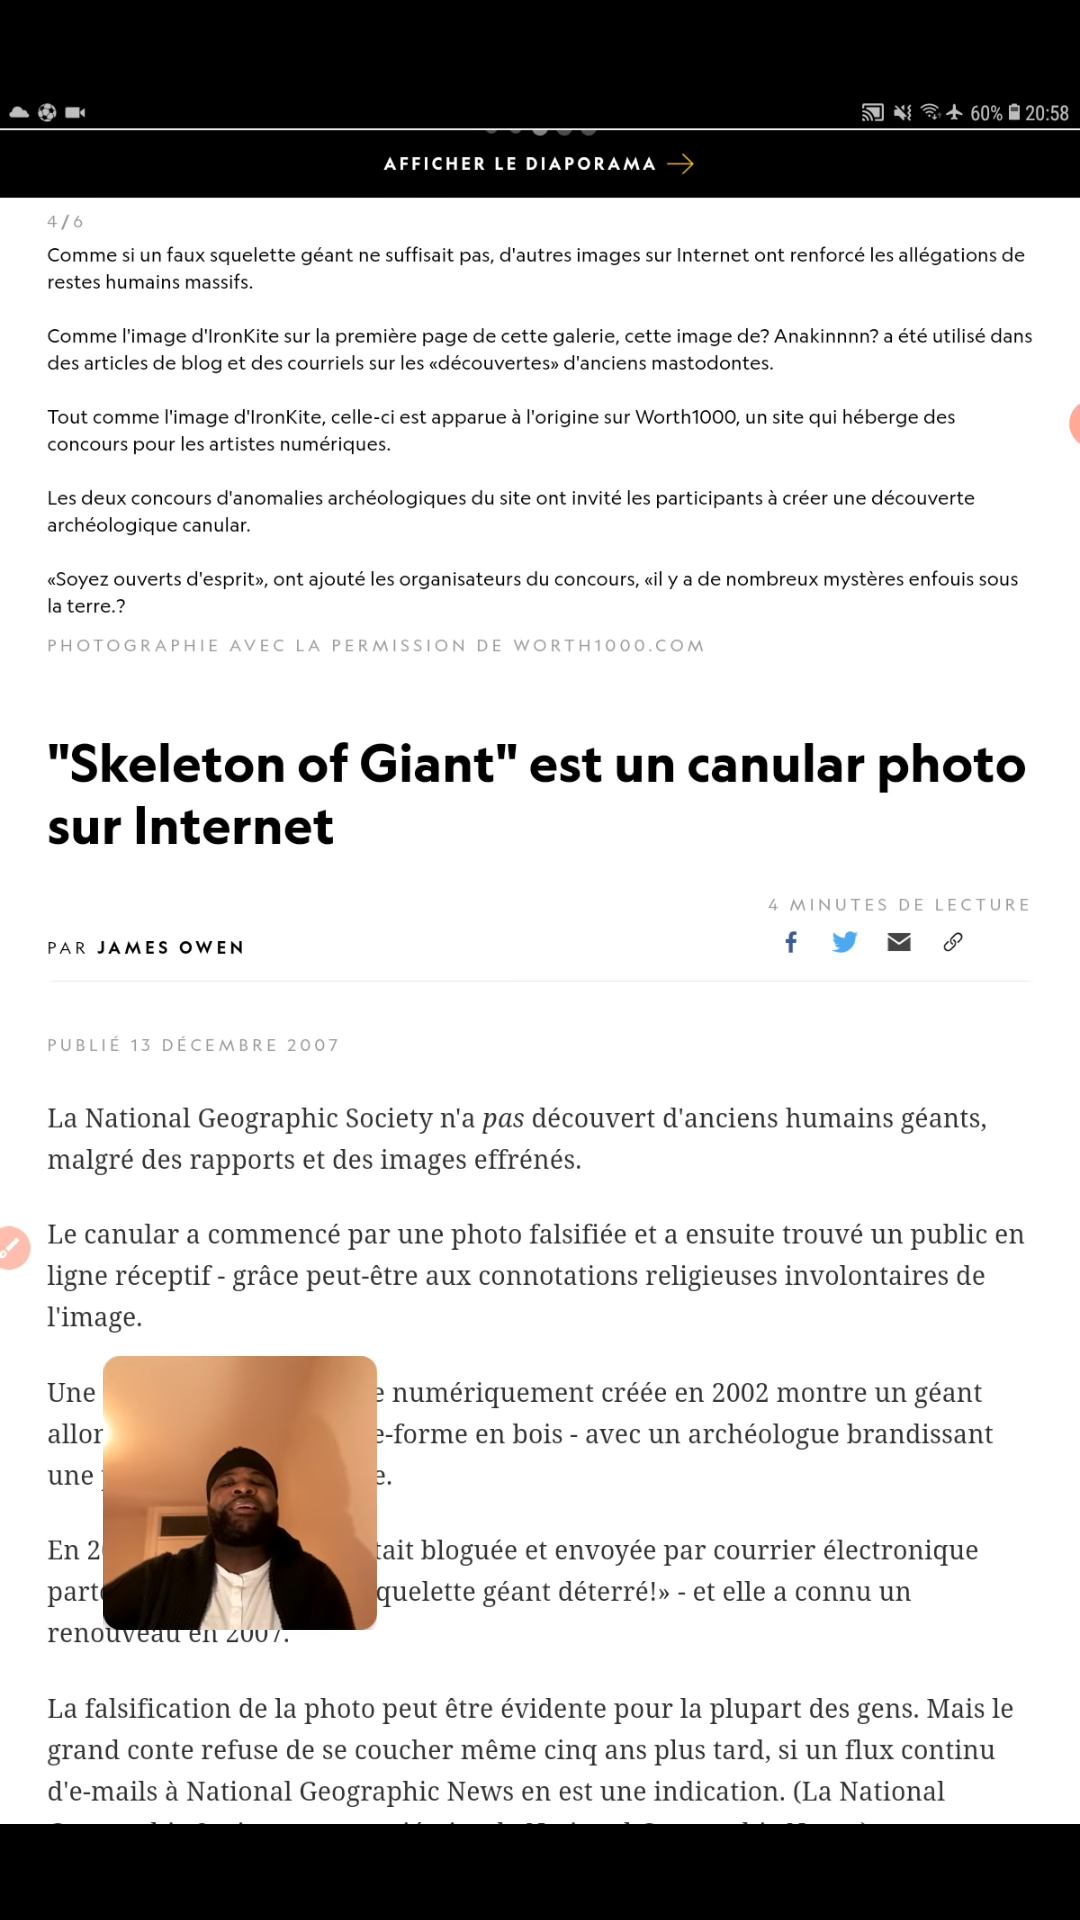 60% 20:58
AFFICHER LE DIAPORAMA
4/6
Comme si un faux squelette géant ne suffisait pas, d'autres images sur Internet ont renforcé les allégations de
restes humains massifs.
Comme l'image d'IronKite sur la première page de cette galerie, cette image de? Anakinnnn? a été utilisé dans
des articles de blog et des courriels sur les «découvertes» d'anciens mastodontes.
Tout comme l'image d'IronKite, celle-ci est apparue à l'origine sur Worth1000, un site qui héberge des
concours pour les artistes numériques.
Les deux concours d'anomalies archéologiques du site ont invité les participants à créer une découverte
archéologique canular.
«Soyez ouverts d'esprit», ont ajouté les organisateurs du concours, «il y a de nombreux mystères enfouis sous
la terre.?
PHOTOGRAPHIE AVEC LA PERMISSION DE WORTH1000.COM
"Skeleton of Giant" est un canular photo
sur Internet
4 MINUTES DE LECTURE
PAR JAMES OWEN
PUBLIÉ 13 DÉCEMBRE 2007
La National Geographic Society n'a pas découvert d'anciens humains géants,
malgré des rapports et des images effrénés.
Le canular a commencé par une photo falsifiée et a ensuite trouvé un public en
ligne réceptif - grâce peut-être aux connotations religieuses involontaires de
l'image.
Une numériquement créée en 2002 montre un géant
-forme en bois - avec un archéologue brandissant
une
En bloguée et envoyée par courrier électronique
géant déterré!» - et elle a connu un
renouveau en 2007.
La falsification de la photo peut être évidente pour la plupart des gens. Mais le
grand conte refuse de se coucher même cinq ans plus tard, si un flux continu
d'e-mails à National Geographic News en est une indication. (La National